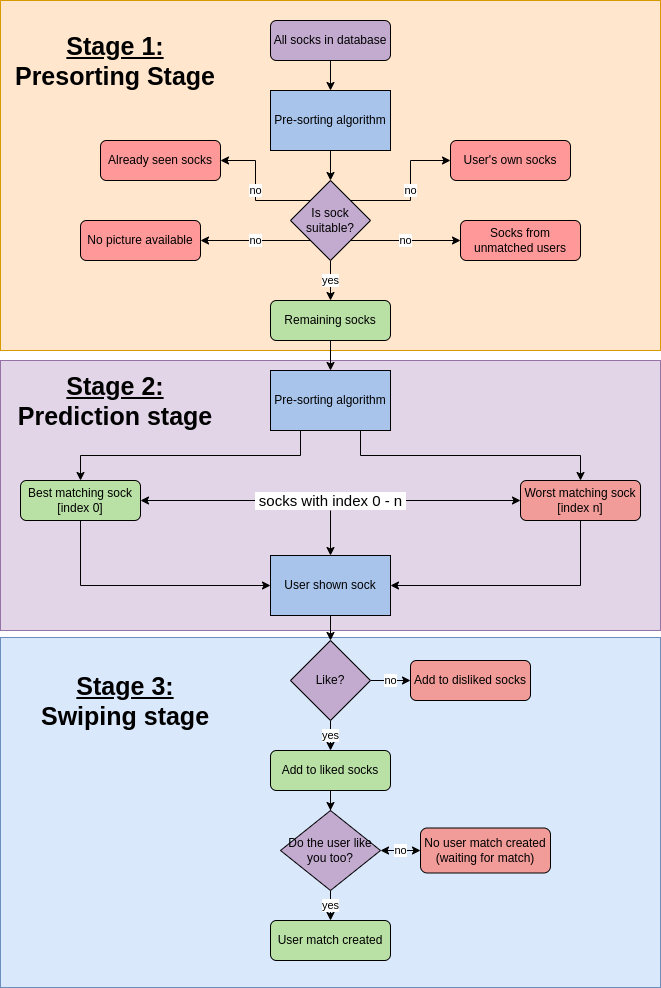 Stage 1:
Presorting Stage
All socks in database
Pre-sorting algorithm
Already seen socks
User's own socks
no
no
Is sock
suitable?
No picture available
no
no
Socks from
unmatched users
yes
Remaining socks
Stage 2:
Prediction stage
Pre-sorting algorithm
Best matching sock
[index 0]
socks with index 0 - n
Worst matching sock
[index n]
User shown sock
Stage 3:
Swiping stage
Like?
no
Add to disliked socks
yes
Add to liked socks
Do the user like
you too?
no
No user match created
(waiting for match)
yes
User match created